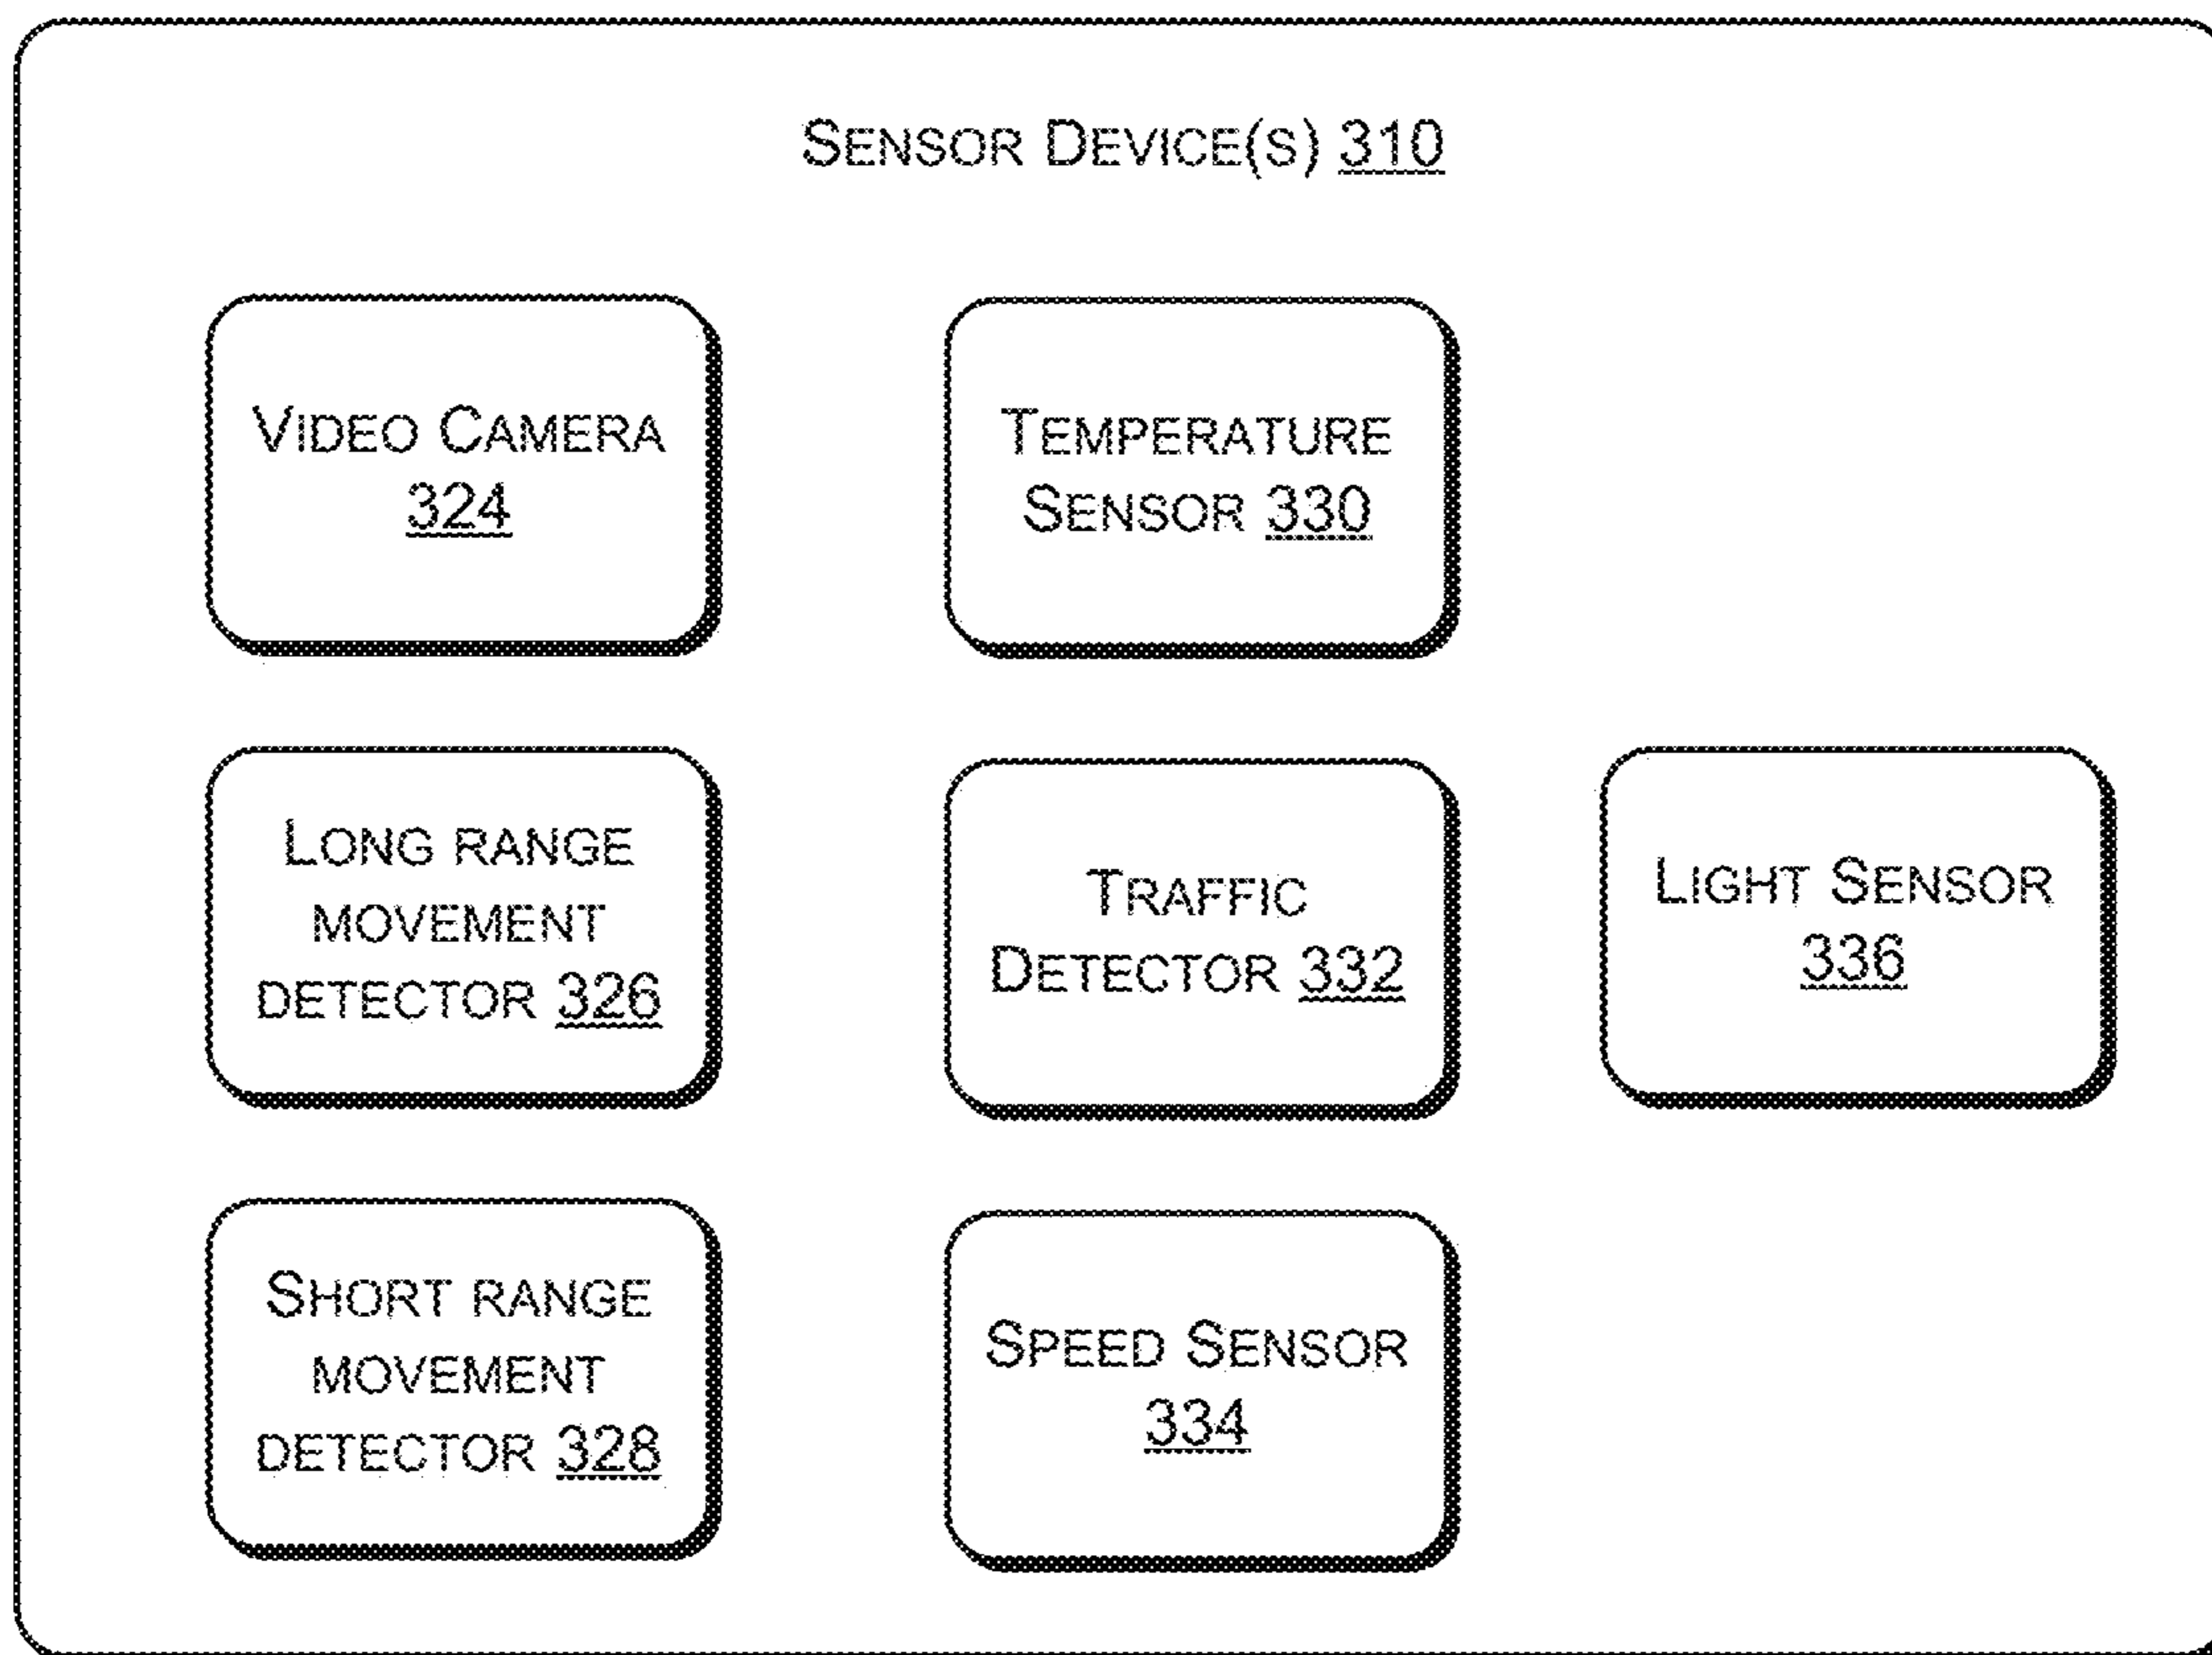 SENSOR DEVICE(S) 310
VIDEO CAMERA
324
TEMPERATURE
SENSOR 330
LONG RANGE
MOVEMENT
DETECTOR 326
TRAFFIC
DETECTOR 332
LIGHT SENSOR
336
SHORT RANGE
MOVEMENT
DETECTOR 328
SPEED SENSOR
334